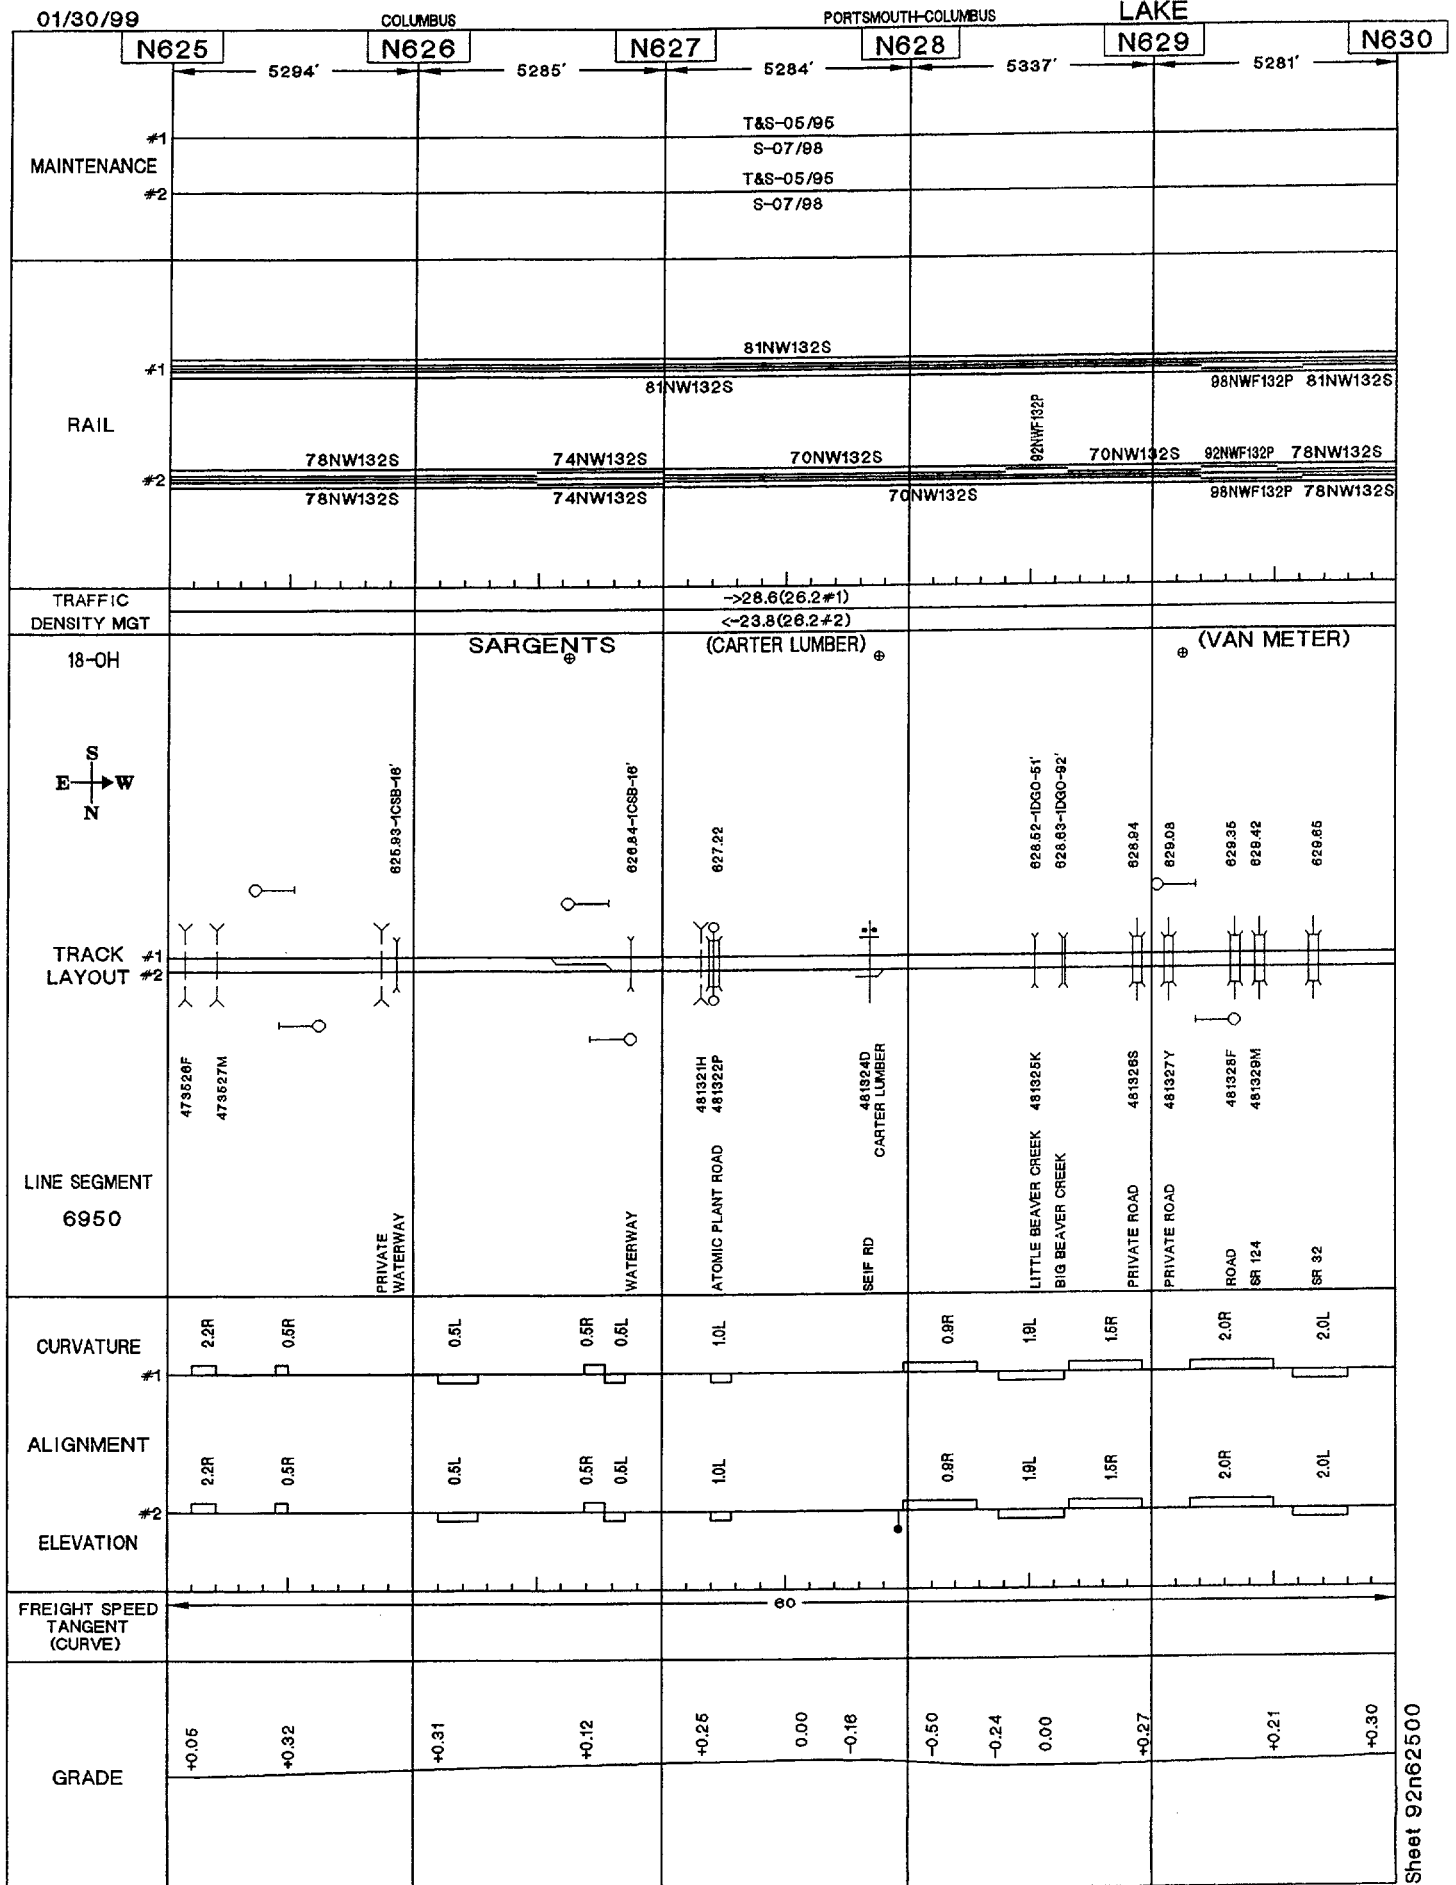 01/30/99
COLUMBUS
PORTSMOUTH-COLUMBUS
LAKE
N625
N626
N627
N628
N629
N630
5294'
5285'
5284'
5337'
5281'
MAINTENANCE
#1
T&S-05/95
S-07/98
#2
T&S-05/95
S-07/98
RAIL
#1
81NW132S
81NW132S
98NWF132P 81NW132S
92NWF132P
#2
78NW132S
74NW132S
70NW132S
70NW132S
92NWF132P
78NW132S
78NW132S
74NW132S
70NW132S
98NWF132P
78NW132S
TRAFFIC
DENSITY MGT
->28.6(26.2#1)
<-23.8(26.2#2)
18-OH
SARGENTS
(CARTER LUMBER)
(VAN METER)
S
E W
N
625.93-1CSB-16'
626.84-1CSB-16'
627.22
628.52-1DGO-51'
628.63-1DGO-92'
628.94
629.08
629.35
629.42
629.65
TRACK
LAYOUT
#1
#2
473526F
473527M
481321H
481322P
481324D
CARTER LUMBER
481325K
481326S
481327Y
481328F
481329M
LINE SEGMENT
6950
PRIVATE
WATERWAY
WATERWAY
ATOMIC PLANT ROAD
SEIF RD
LITTLE BEAVER CREEK
BIG BEAVER CREEK
PRIVATE ROAD
PRIVATE ROAD
ROAD
SR 124
SR 32
CURVATURE
#1
2.2R
0.5R
0.5L
0.5R
0.5L
1.0L
0.9R
1.9L
1.5R
2.0R
2.0L
ALIGNMENT
#2
2.2R
0.5R
0.5L
0.5R
0.5L
1.0L
0.9R
1.9L
1.5R
2.0R
2.0L
ELEVATION
FREIGHT SPEED
TANGENT
(CURVE)
60
GRADE
+0.05
+0.32
+0.31
+0.12
+0.25
0.00
-0.16
-0.50
-0.24
0.00
+0.27
+0.21
+0.30
Sheet 92n62500